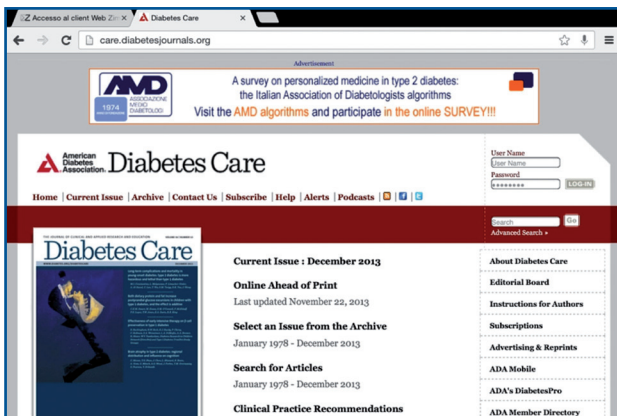 Accesso al client Web Zim
Diabetes Care
care.diabetesjournals.org
Advertisement
AMD
ASSOCIAZIONE
MEDICI
DIABETOLOGI
1974
A survey on personalized medicine in type 2 diabetes:
the Italian Association of Diabetologists algorithms
Visit the AMD algorithms and participate in the online SURVEY!!!
American
Diabetes
Association.
Diabetes Care
User Name
User Name
Password
LOG-IN
Home | Current Issue | Archive | Contact Us | Subscribe | Help | Alerts | Podcasts
Search
Go
Advanced Search »
Diabetes Care
Current Issue : December 2013
Online Ahead of Print
Last updated November 22, 2013
Select an Issue from the Archive
January 1978 - December 2013
Search for Articles
January 1978 - December 2013
Clinical Practice Recommendations
About Diabetes Care
Editorial Board
Instructions for Authors
Subscriptions
Advertising & Reprints
ADA Mobile
ADA's DiabetesPro
ADA Member Directory